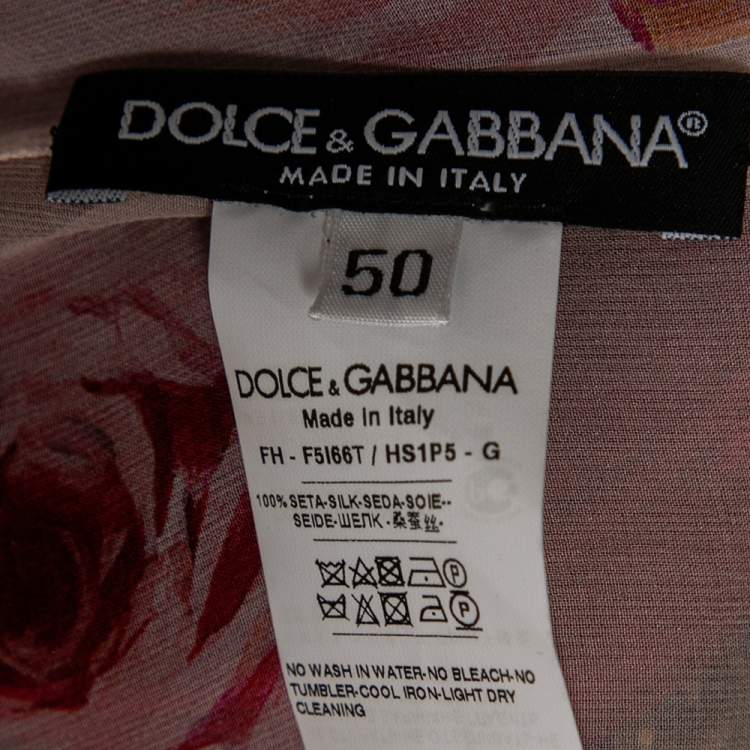 DOLCE & GABBANA®
MADE IN ITALY
50
DOLCE & GABBANA
Made in Italy
FH - F5I66T / HS1P5 - G
100% SETA-SILK-SEDA-SOIE--
SEIDE-ШЕПК-桑蚕丝-
P
P
NO WASH IN WATER-NO BLEACH-NO
TUMBLER-COOL IRON-LIGHT DRY
CLEANING